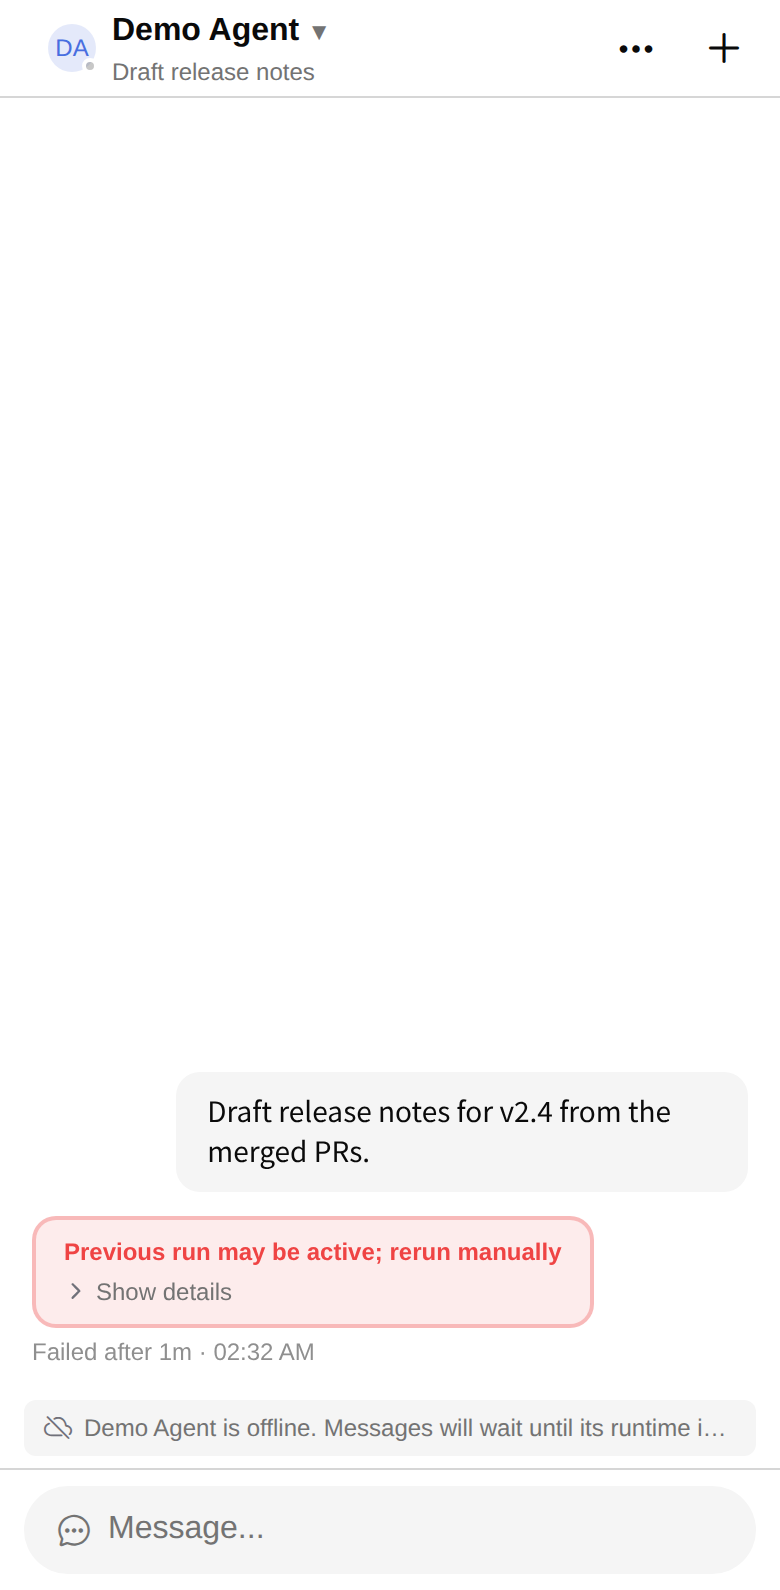 DA
Demo Agent ▼
Draft release notes
Draft release notes for v2.4 from the
merged PRs.
Previous run may be active; rerun manually
Show details
Failed after 1m · 02:32 AM
Demo Agent is offline. Messages will wait until its runtime i…
Message...